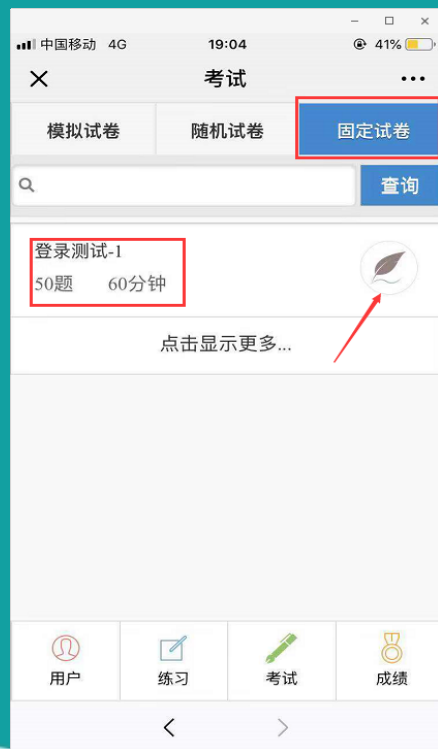 中国移动 4G 19:04 41%
考试
模拟试卷 随机试卷 固定试卷
查询
登录测试-1
50题 60分钟
点击显示更多...
用户 练习 考试 成绩